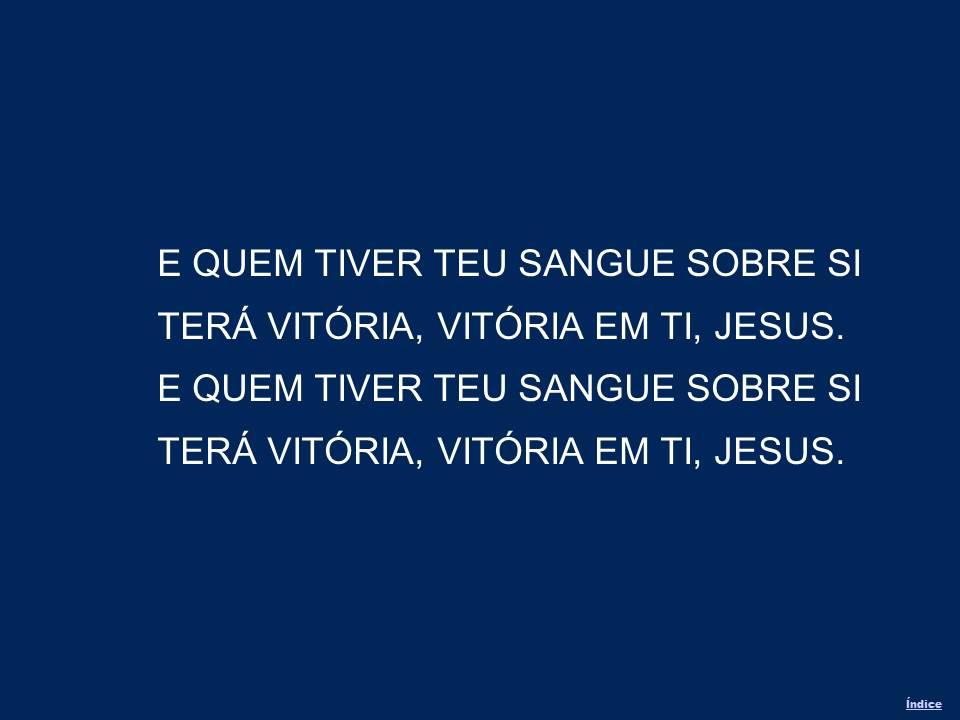 E QUEM TIVER TEU SANGUE SOBRE SI
TERÁ VITÓRIA, VITÓRIA EM TI, JESUS.
E QUEM TIVER TEU SANGUE SOBRE SI
TERÁ VITÓRIA, VITÓRIA EM TI, JESUS.
Índice